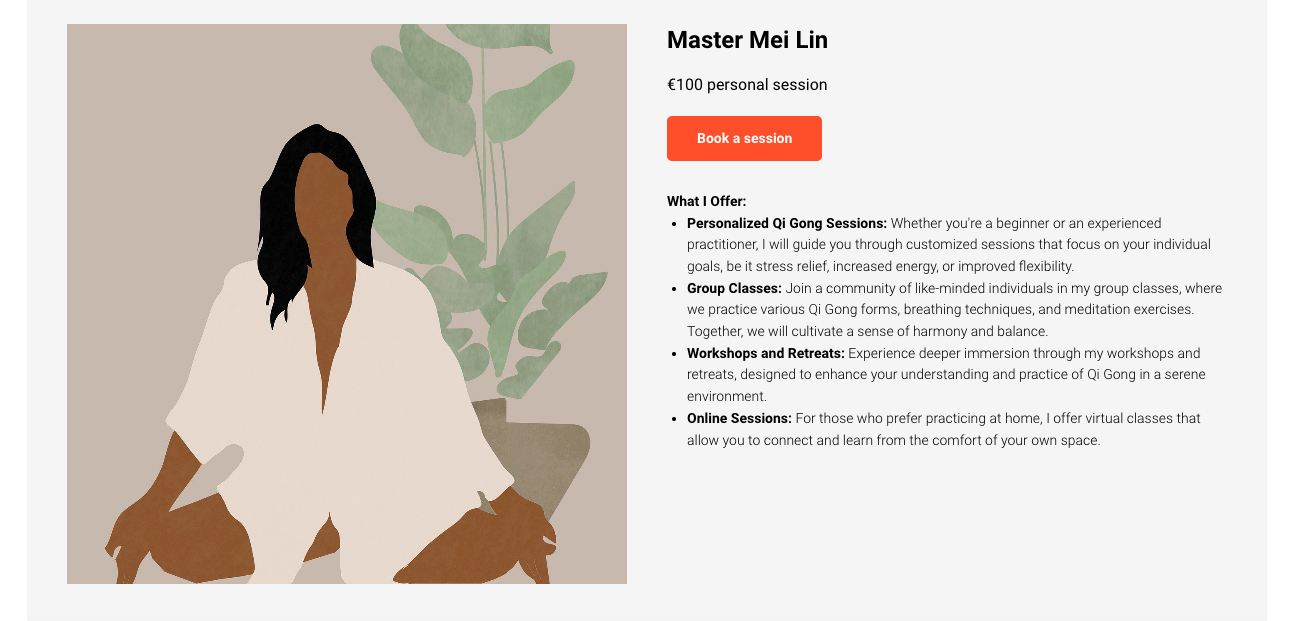 Master Mei Lin
€100 personal session
Book a session
What I Offer:
• Personalized Qi Gong Sessions: Whether you're a beginner or an experienced
practitioner, I will guide you through customized sessions that focus on your individual
goals, be it stress relief, increased energy, or improved flexibility.
• Group Classes: Join a community of like-minded individuals in my group classes, where
we practice various Qi Gong forms, breathing techniques, and meditation exercises.
Together, we will cultivate a sense of harmony and balance.
• Workshops and Retreats: Experience deeper immersion through my workshops and
retreats, designed to enhance your understanding and practice of Qi Gong in a serene
environment.
• Online Sessions: For those who prefer practicing at home, I offer virtual classes that
allow you to connect and learn from the comfort of your own space.